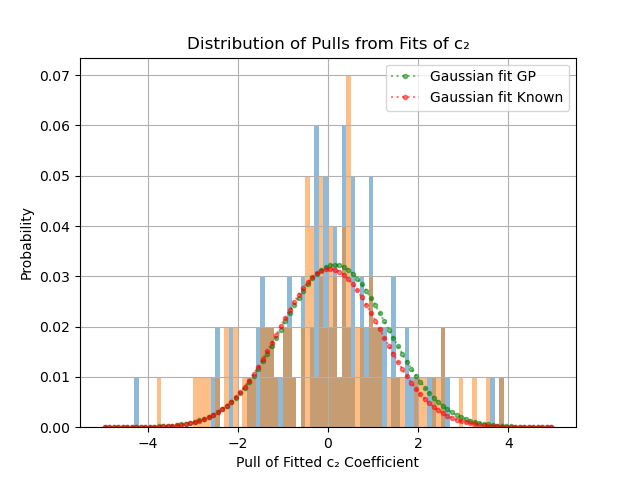 Distribution of Pulls from Fits of c₂
Gaussian fit GP
Gaussian fit Known
Probability
0.07
0.06
0.05
0.04
0.03
0.02
0.01
0.00
−4
−2
0
2
4
Pull of Fitted c₂ Coefficient